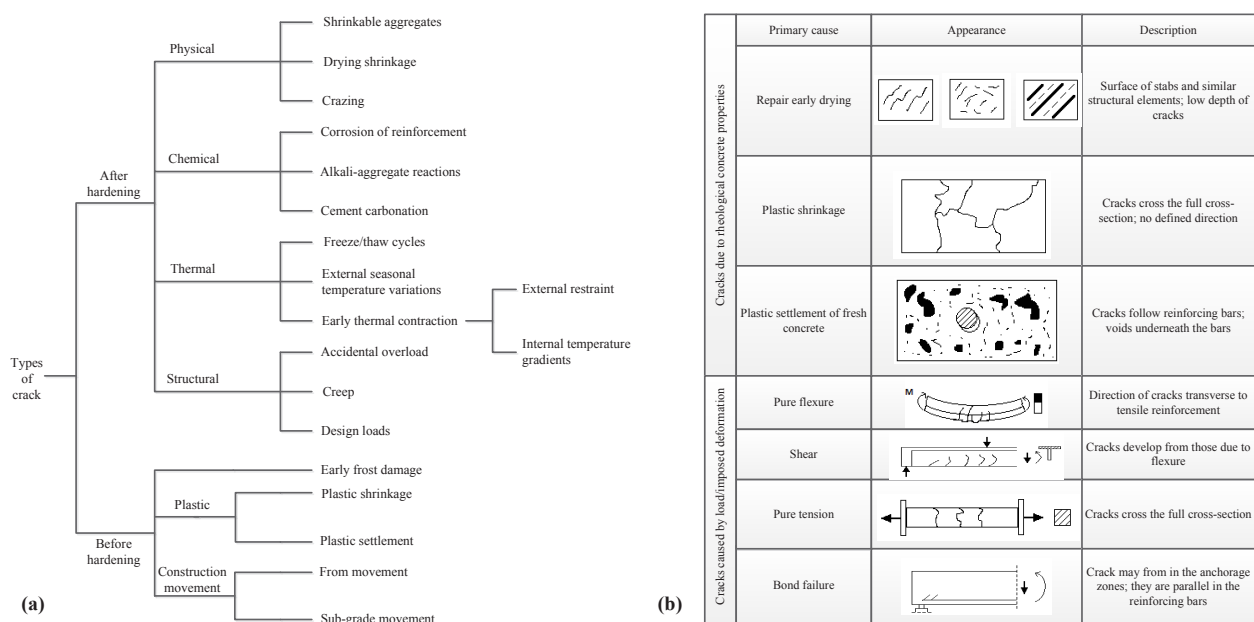 Types
of
crack
After
hardening
Physical
Shrinkable aggregates
Drying shrinkage
Crazing
Chemical
Corrosion of reinforcement
Alkali-aggregate reactions
Cement carbonation
Thermal
Freeze/thaw cycles
External seasonal
temperature variations
Early thermal contraction
External restraint
Internal temperature
gradients
Structural
Accidental overload
Creep
Design loads
Before
hardening
Early frost damage
Plastic
Plastic shrinkage
Plastic settlement
Construction
movement
From movement
Sub-grade movement
(a)
(b)
Primary cause
Appearance
Description
Cracks due to rheological concrete properties
Repair early drying
Surface of stabs and similar
structural elements; low depth of
cracks
Plastic shrinkage
Cracks cross the full cross-
section; no defined direction
Plastic settlement of fresh
concrete
Cracks follow reinforcing bars;
voids underneath the bars
Cracks caused by load/imposed deformation
Pure flexure
M
Direction of cracks transverse to
tensile reinforcement
Shear
Cracks develop from those due to
flexure
Pure tension
Cracks cross the full cross-section
Bond failure
Crack may from in the anchorage
zones; they are parallel in the
reinforcing bars